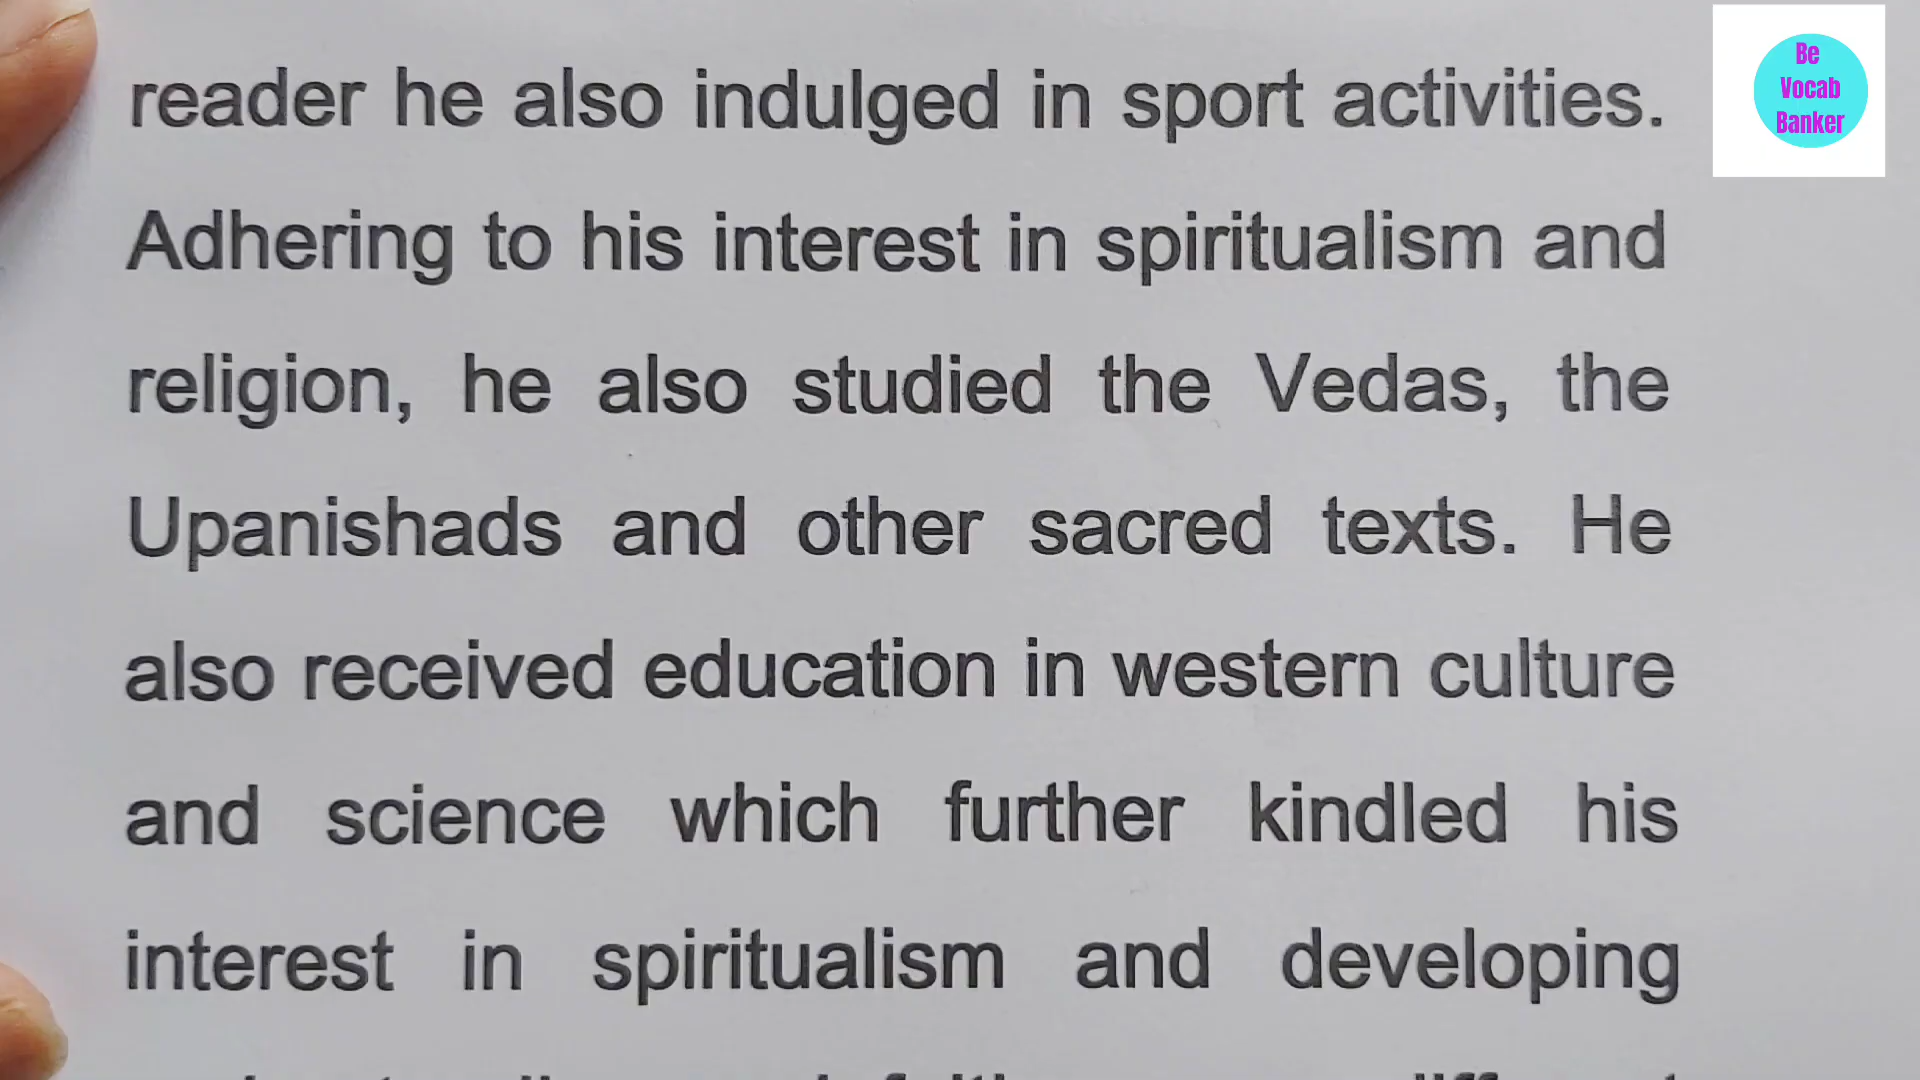 reader he also indulged in sport activities.
Adhering to his interest in spiritualism and
religion, he also studied the Vedas, the
Upanishads and other sacred texts. He
also received education in western culture
and science which further kindled his
interest in spiritualism and developing
Be
Vocab
Banker